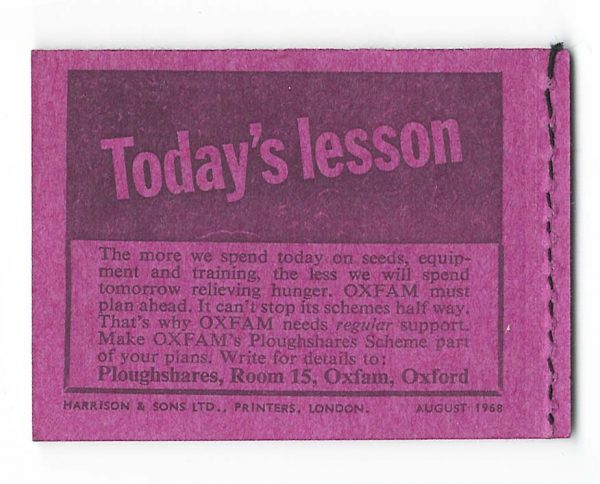 Today's lesson
The more we spend today on seeds, equip-
ment and training, the less we will spend
tomorrow relieving hunger. OXFAM must
plan ahead. It can't stop its schemes half way.
That's why OXFAM needs regular support.
Make OXFAM's Ploughshares Scheme part
of your plans. Write for details to:
Ploughshares, Room 15, Oxfam, Oxford
HARRISON & SONS LTD., PRINTERS, LONDON. AUGUST 1968